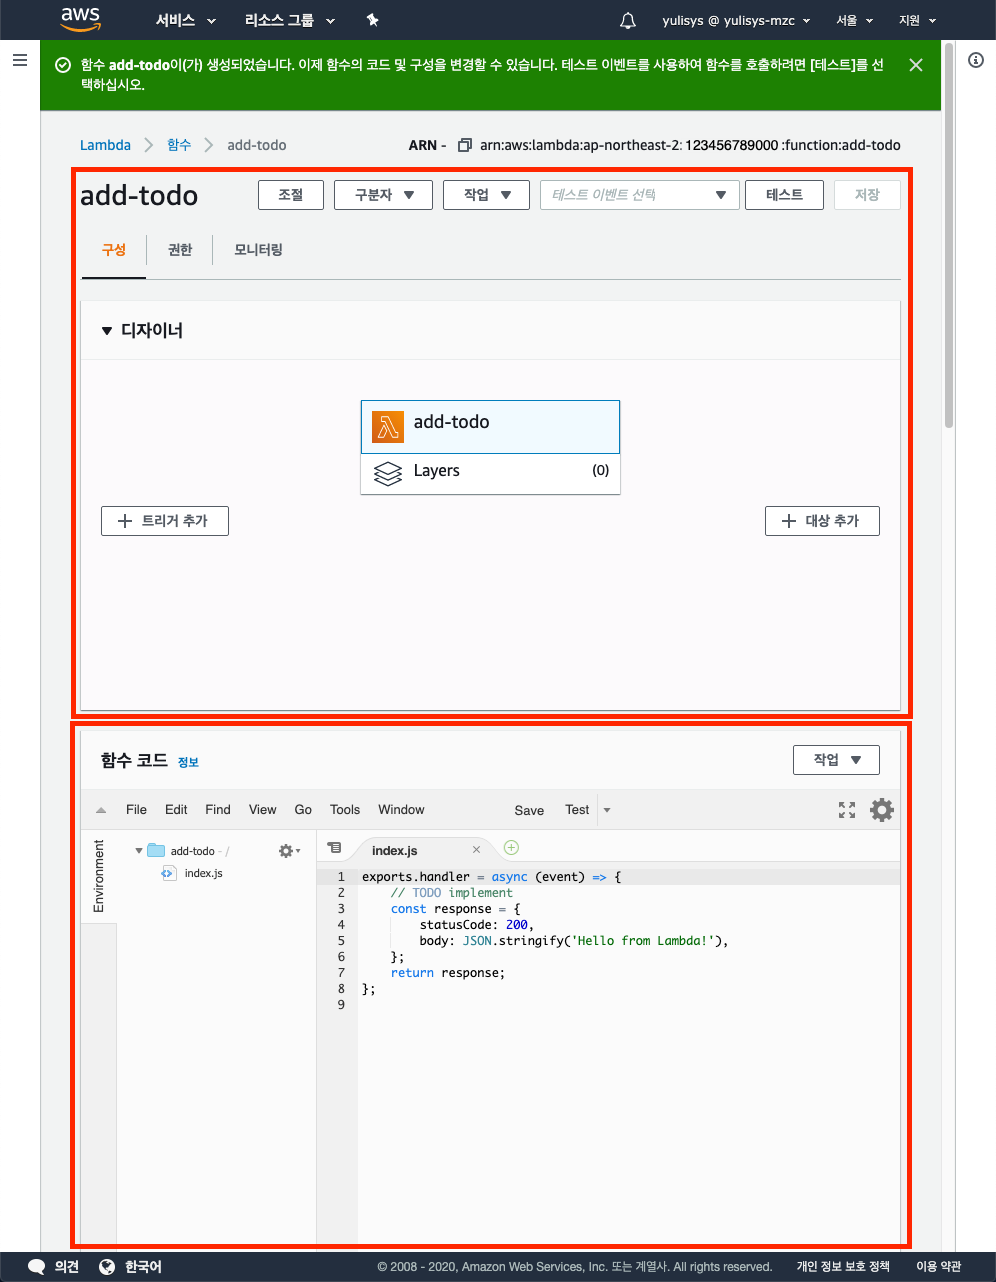 aws 서비스 리소스 그룹 yulisys @ yulisys-mzc 서울 지원
함수 add-todo이(가) 생성되었습니다. 이제 함수의 코드 및 구성을 변경할 수 있습니다. 테스트 이벤트를 사용하여 함수를 호출하려면 [테스트]를 선
택하십시오.
Lambda 함수 add-todo ARN - arn:aws:lambda:ap-northeast-2: 123456789000 :function:add-todo
add-todo 조절 구분자 작업 테스트 이벤트 선택 테스트 저장
구성 권한 모니터링
디자이너
add-todo
Layers (0)
트리거 추가 대상 추가
함수 코드 정보 작업
File Edit Find View Go Tools Window Save Test
Environment
add-todo - /
index.js
index.js
1 exports.handler = async (event) => {
2 // TODO implement
3 const response = {
4 statusCode: 200,
5 body: JSON.stringify('Hello from Lambda!'),
6 };
7 return response;
8 };
9
의견 한국어 © 2008 - 2020, Amazon Web Services, Inc. 또는 계열사. All rights reserved. 개인 정보 보호 정책 이용 약관